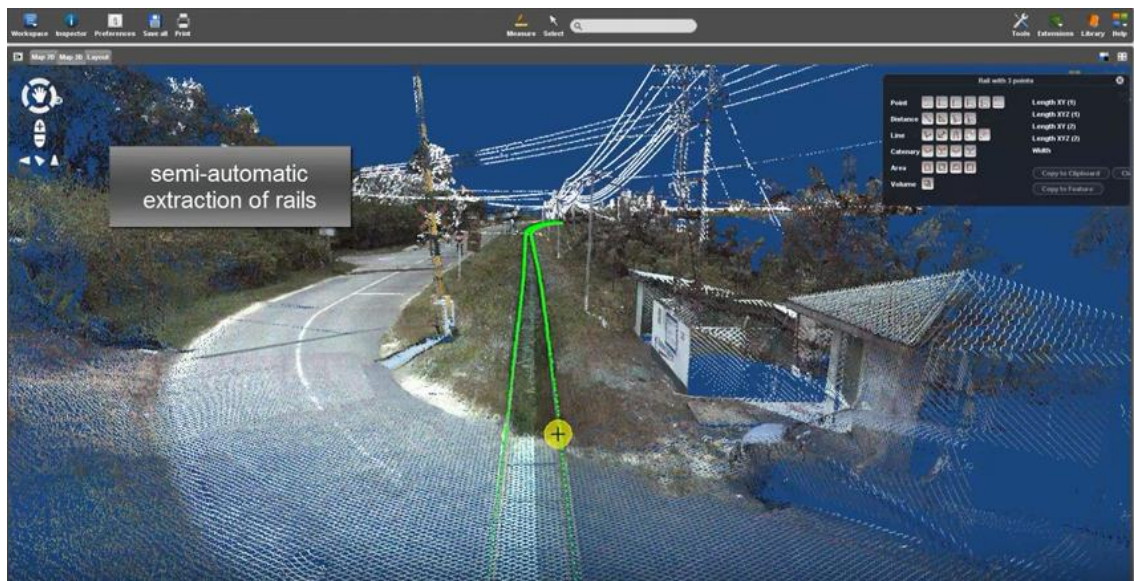 Workspace Inspector Preferences Save all Print Measure Select Tools Extensions Library Help
Map 2D Map 3D Layout
semi-automatic
extraction of rails
Rail with 3 points
Point
Distance
Line
Catenary
Area
Volume
Length XY (1)
Length XYZ (1)
Length XY (2)
Length XYZ (2)
Width
Copy to Clipboard
Copy to Feature